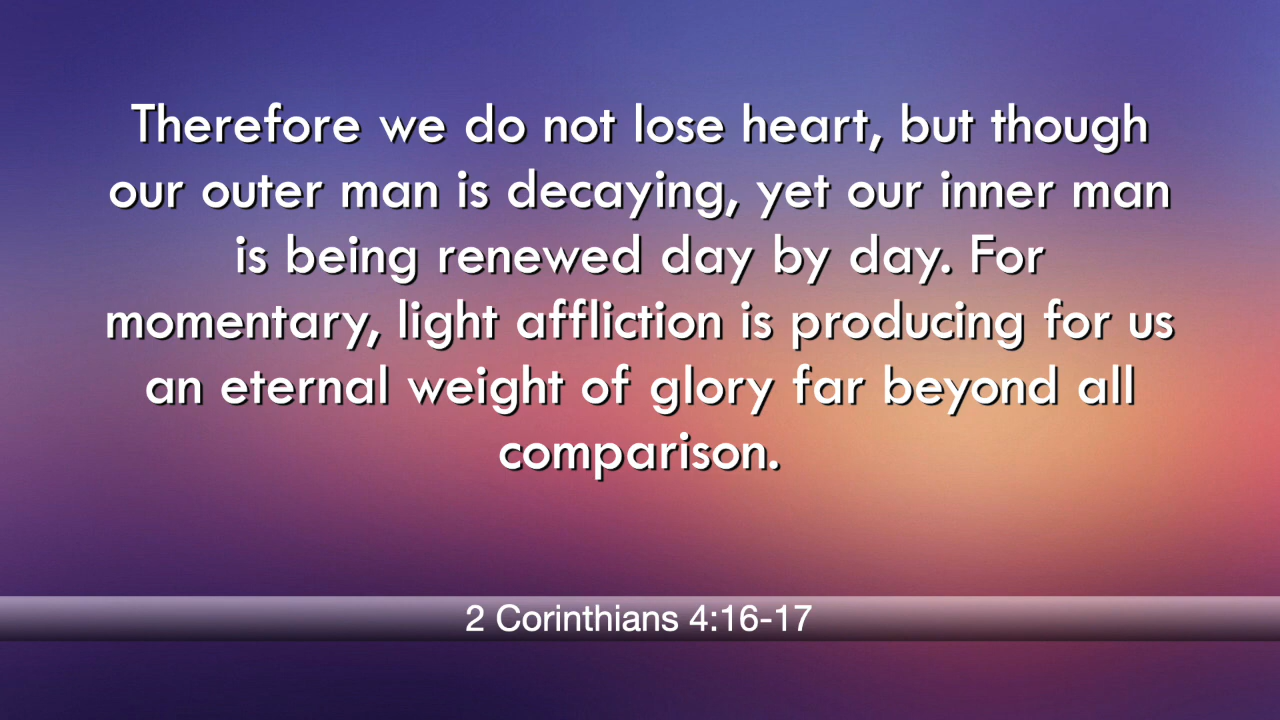 Therefore we do not lose heart, but though
our outer man is decaying, yet our inner man
is being renewed day by day. For
momentary, light affliction is producing for us
an eternal weight of glory far beyond all
comparison.
2 Corinthians 4:16-17